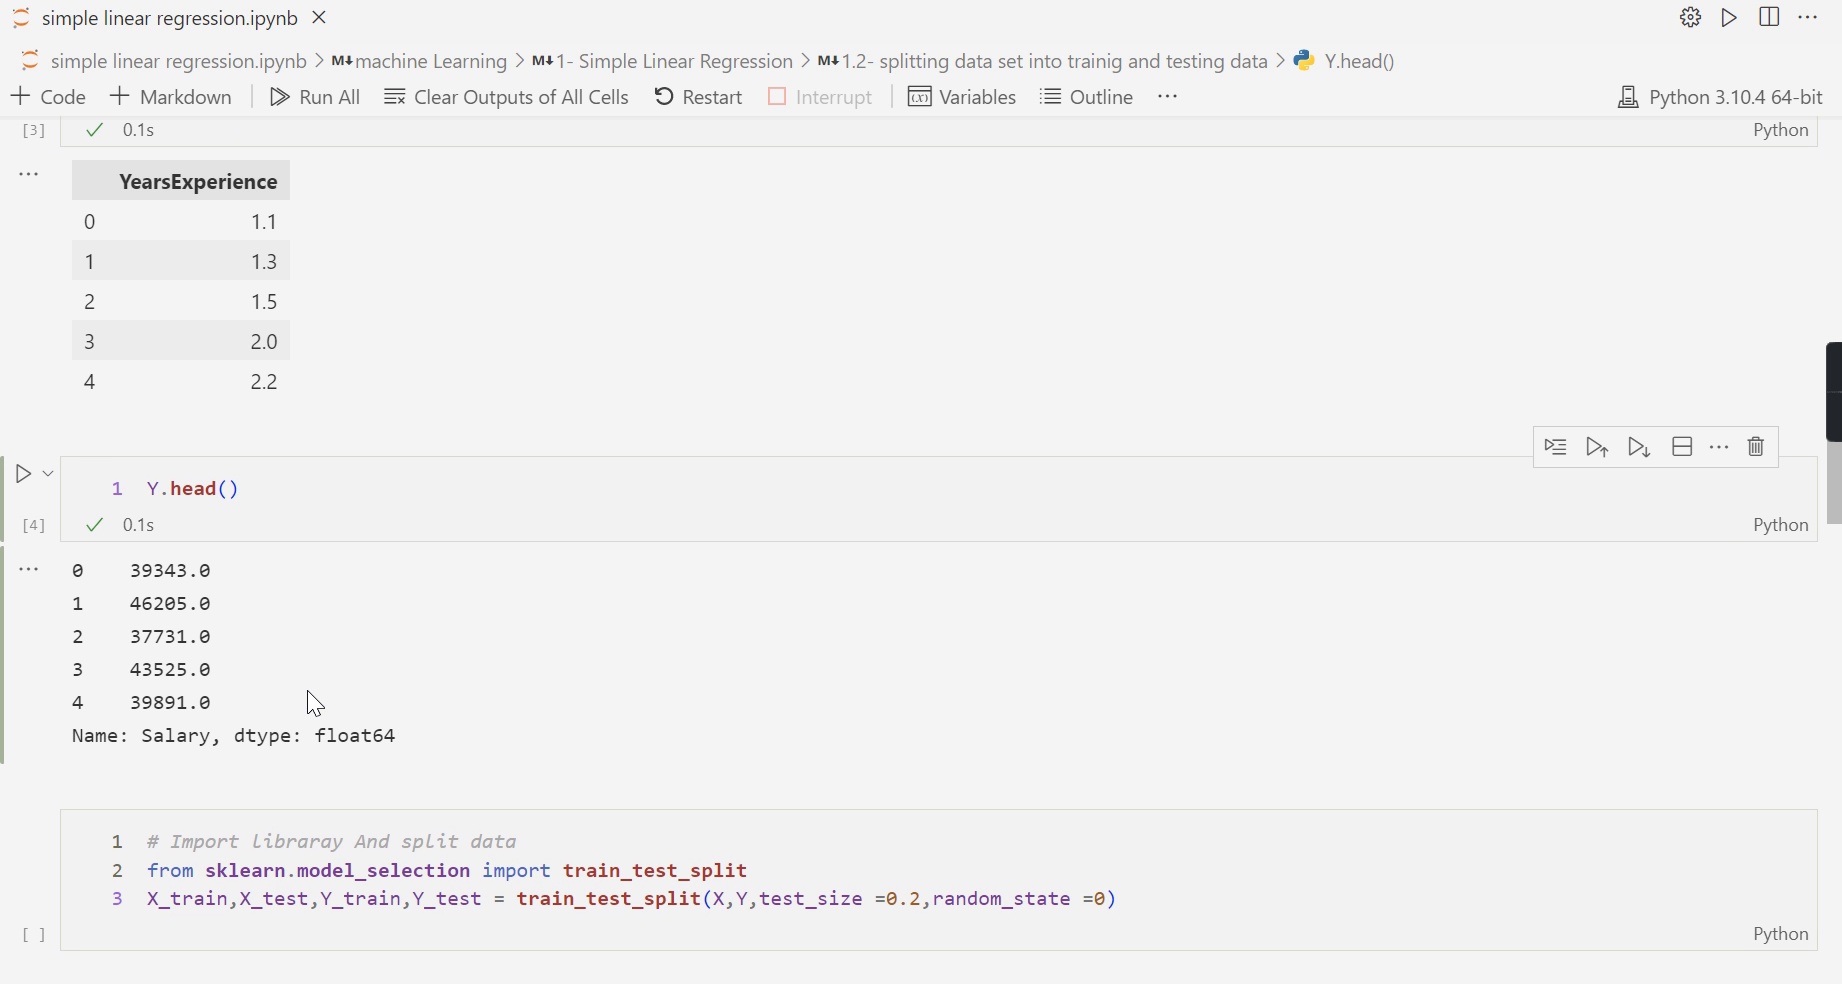 simple linear regression.ipynb
simple linear regression.ipynb > M↓ machine Learning > M↓ 1- Simple Linear Regression > M↓ 1.2- splitting data set into trainig and testing data > Y.head()
+ Code + Markdown Run All Clear Outputs of All Cells Restart Interrupt Variables Outline ... Python 3.10.4 64-bit
[3] ✓ 0.1s Python
... YearsExperience
0 1.1
1 1.3
2 1.5
3 2.0
4 2.2
1 Y.head()
[4] ✓ 0.1s Python
... 0 39343.0
1 46205.0
2 37731.0
3 43525.0
4 39891.0
Name: Salary, dtype: float64
1 # Import libraray And split data
2 from sklearn.model_selection import train_test_split
3 X_train,X_test,Y_train,Y_test = train_test_split(X,Y,test_size =0.2,random_state =0)
[ ] Python